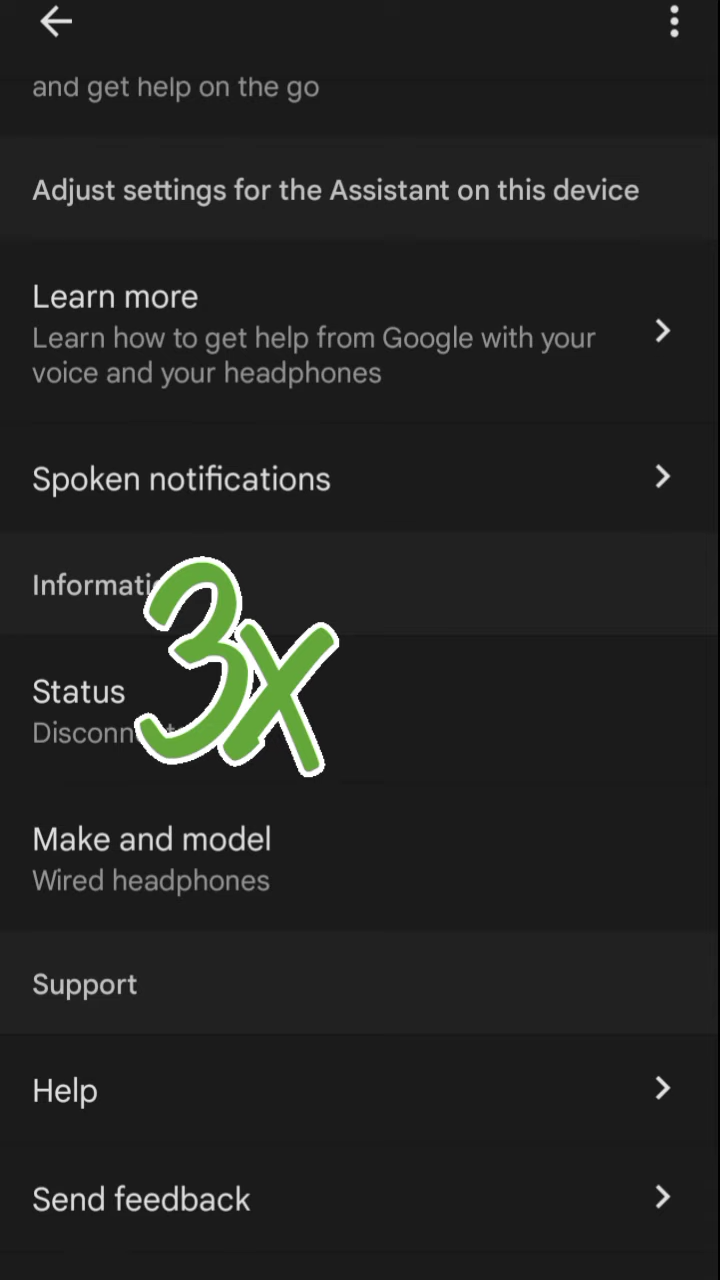 and get help on the go
Adjust settings for the Assistant on this device
Learn more
Learn how to get help from Google with your
voice and your headphones
Spoken notifications
3x
Status
Make and model
Wired headphones
Support
Help
Send feedback